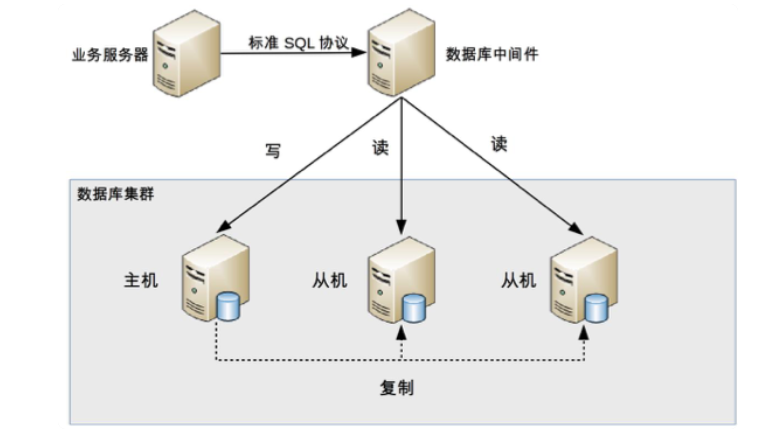 业务服务器
标准 SQL 协议
数据库中间件
写
读
读
数据库集群
主机
从机
从机
复制